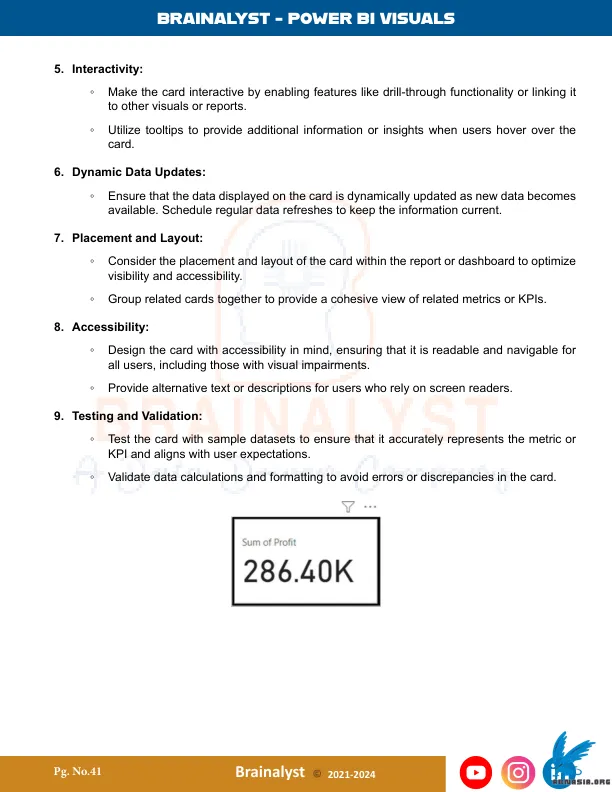 BRAINALYST - POWER BI VISUALS
5. Interactivity:
◦ Make the card interactive by enabling features like drill-through functionality or linking it
to other visuals or reports.
◦ Utilize tooltips to provide additional information or insights when users hover over the
card.
6. Dynamic Data Updates:
◦ Ensure that the data displayed on the card is dynamically updated as new data becomes
available. Schedule regular data refreshes to keep the information current.
7. Placement and Layout:
◦ Consider the placement and layout of the card within the report or dashboard to optimize
visibility and accessibility.
◦ Group related cards together to provide a cohesive view of related metrics or KPIs.
8. Accessibility:
◦ Design the card with accessibility in mind, ensuring that it is readable and navigable for
all users, including those with visual impairments.
◦ Provide alternative text or descriptions for users who rely on screen readers.
BRAINALYST
9. Testing and Validation:
◦ Test the card with sample datasets to ensure that it accurately represents the metric or
KPI and aligns with user expectations.
A Data Driven Company
◦ Validate data calculations and formatting to avoid errors or discrepancies in the card.
Sum of Profit
286.40K
Pg. No.41
Brainalyst © 2021-2024
in